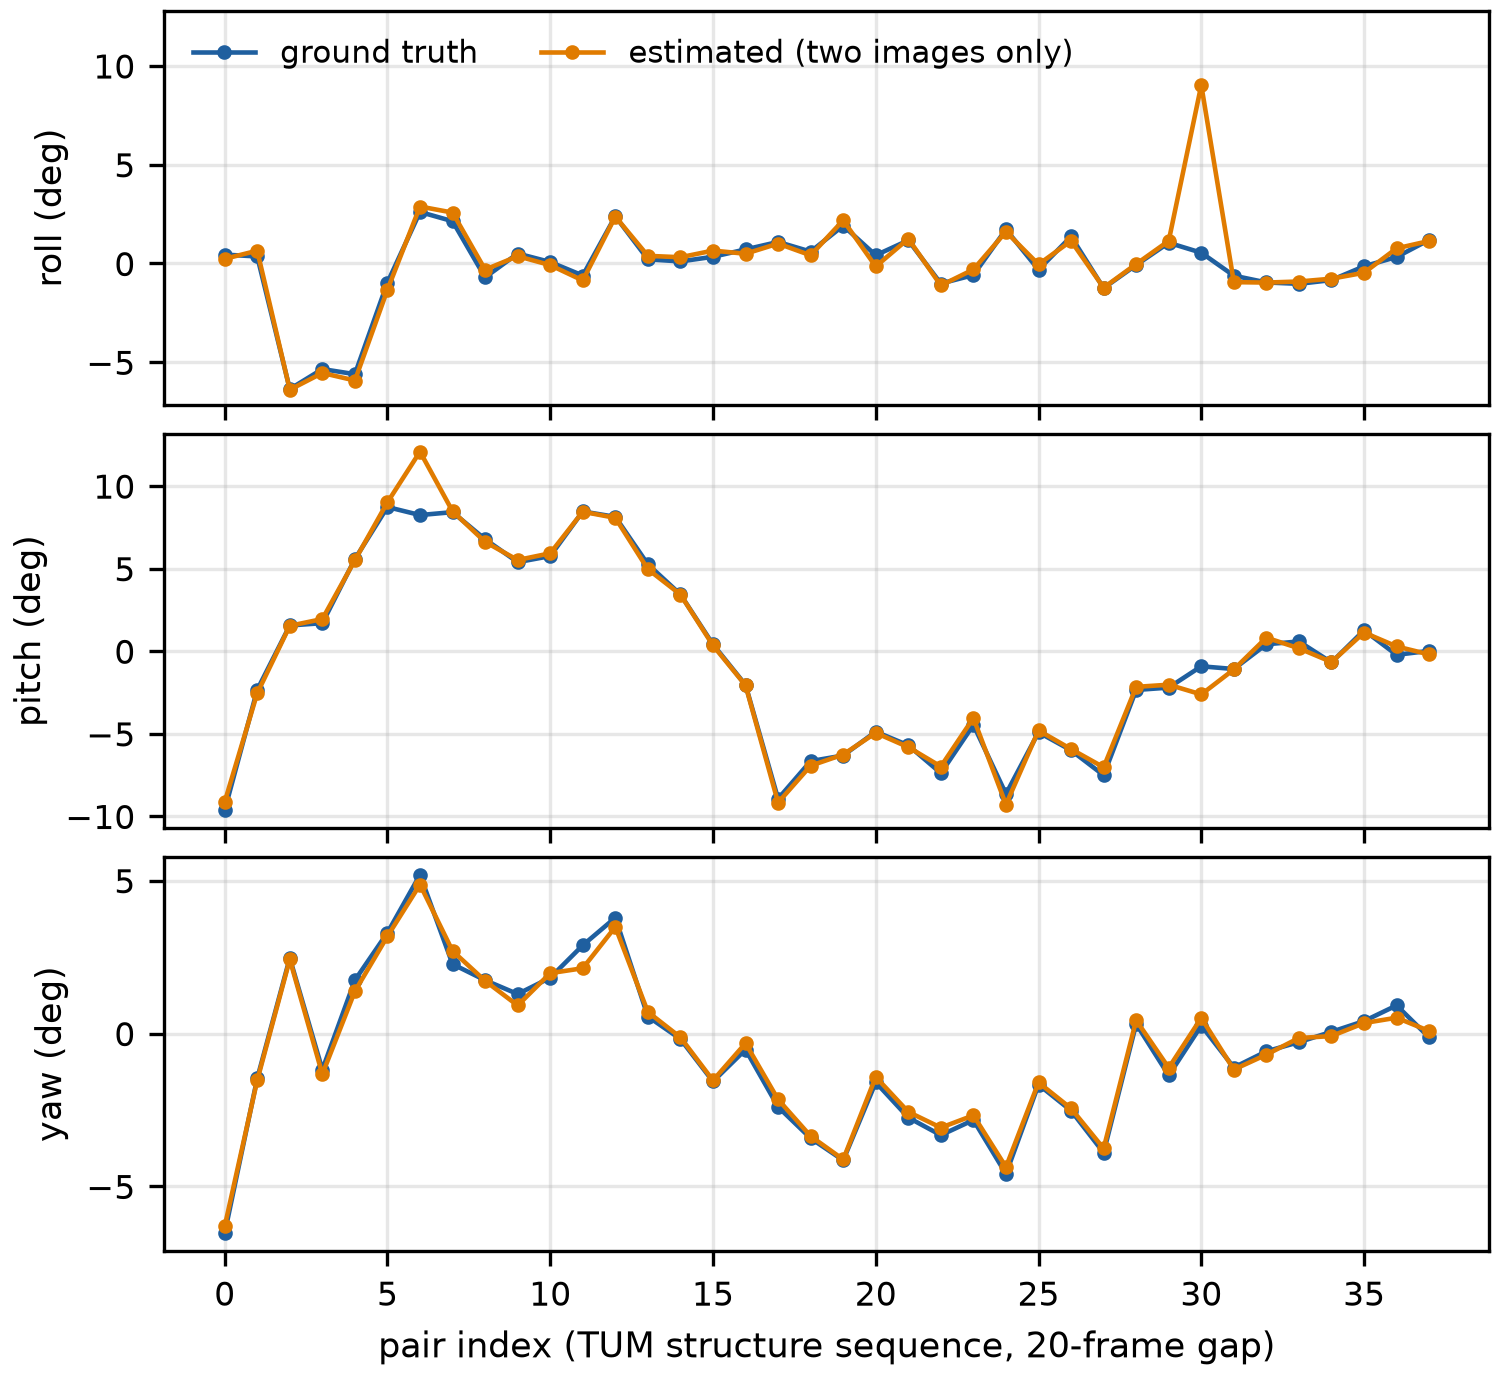 ground truth estimated (two images only)
10
5
0
−5
roll (deg)
10
5
0
−5
−10
pitch (deg)
5
0
−5
yaw (deg)
0 5 10 15 20 25 30 35
pair index (TUM structure sequence, 20-frame gap)